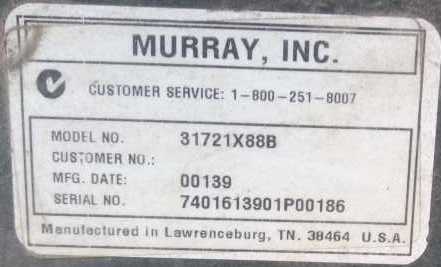 MURRAY, INC.
CUSTOMER SERVICE: 1-800-251-8007
MODEL NO. 31721X88B
CUSTOMER NO.:
MFG. DATE: 00139
SERIAL NO. 7401613901P00186
Manufactured in Lawrenceburg, TN. 38464 U.S.A.